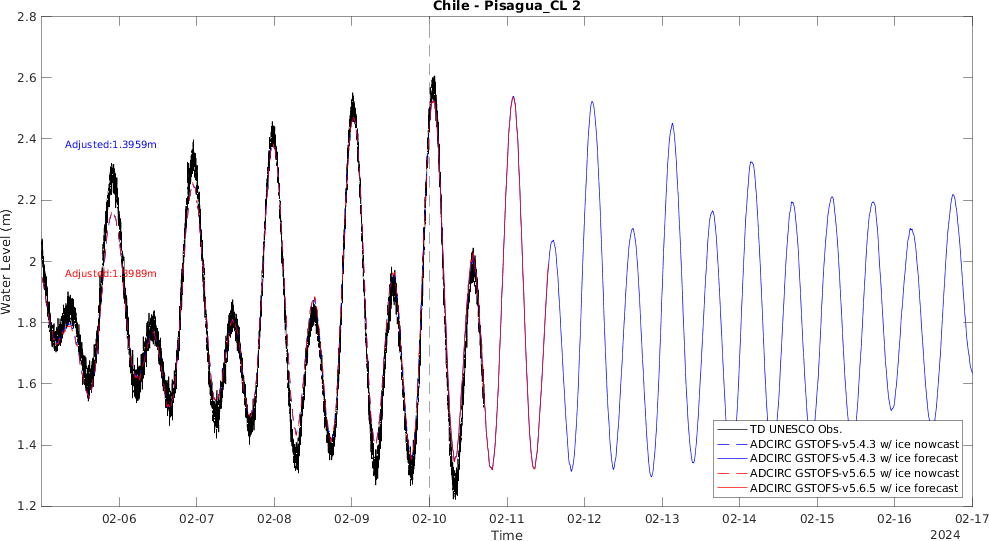 Chile - Pisagua_CL 2
2.8
2.6
2.4
2.2
2
1.8
1.6
1.4
1.2
Water Level (m)
Adjusted:1.3959m
Adjusted:1.3989m
TD UNESCO Obs.
ADCIRC GSTOFS-v5.4.3 w/ ice nowcast
ADCIRC GSTOFS-v5.4.3 w/ ice forecast
ADCIRC GSTOFS-v5.6.5 w/ ice nowcast
ADCIRC GSTOFS-v5.6.5 w/ ice forecast
02-06 02-07 02-08 02-09 02-10 02-11 02-12 02-13 02-14 02-15 02-16 02-17
Time
2024